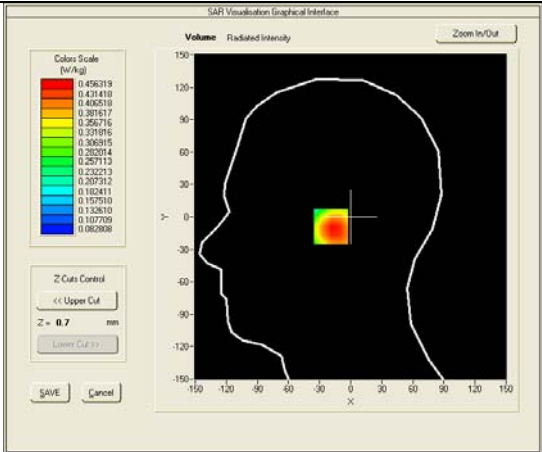 SAR Visualisation Graphical Interface
Volume Radiated Intensity
Zoom In/Out
Colors Scale
(W/kg)
0.456319
0.431418
0.406518
0.381617
0.356716
0.331816
0.306915
0.282014
0.257113
0.232213
0.207312
0.182411
0.157510
0.132610
0.107709
0.082808
Z-Cuts Control
<< Upper Cut
Z = 0.7 mm
Lower Cut >>
SAVE
Cancel
150-
120-
90-
60-
30-
0-
-30-
-60-
-90-
-120-
-150-
Y
-150 -120 -90 -60 -30 0 30 60 90 120 150
X